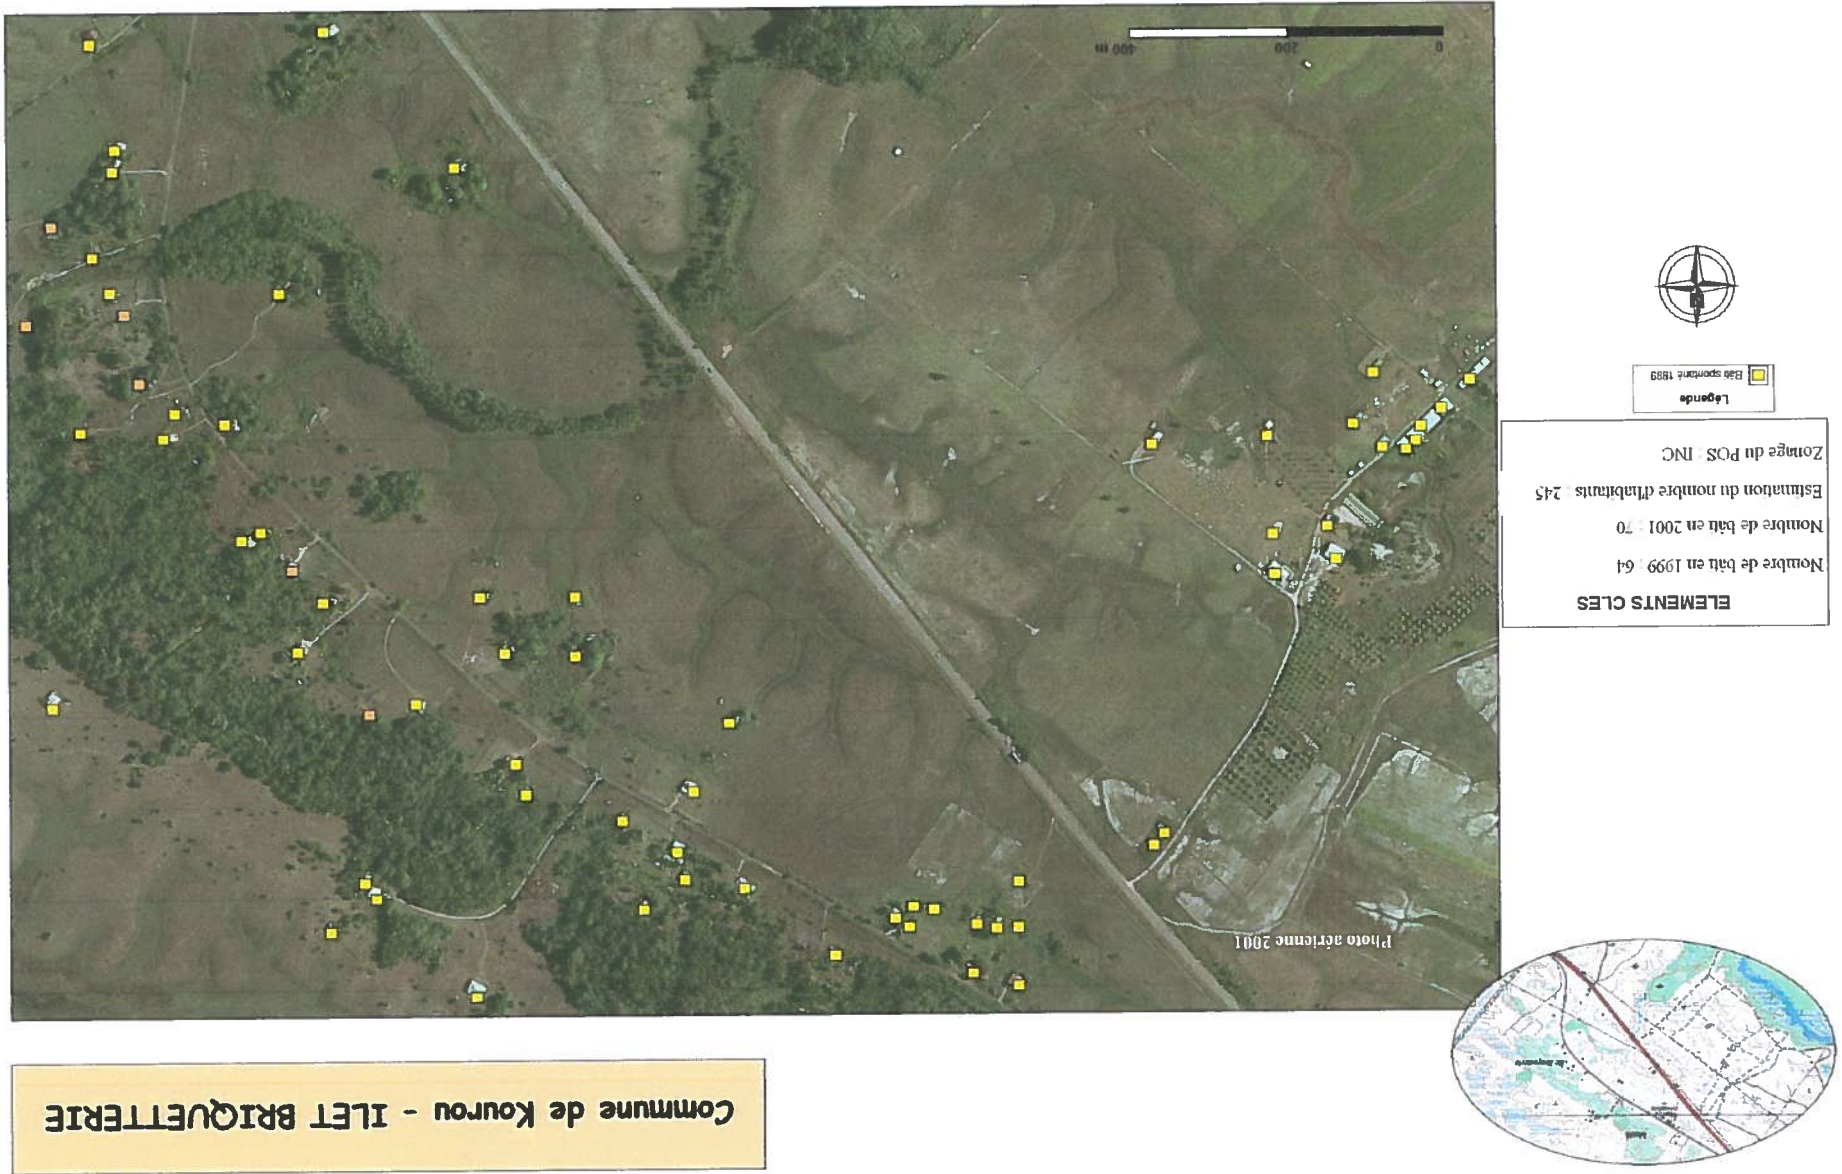 Commune de Kourou - ILET BRIQUETTERIE
Photo aérienne 2001
ELEMENTS CLES
Nombre de bâti en 1999 : 64
Nombre de bâti en 2001 : 70
Estimation du nombre d'habitants : 245
Zonage du POS : INC
Légende
Bâti spontané 1999
N
0 200 400 m